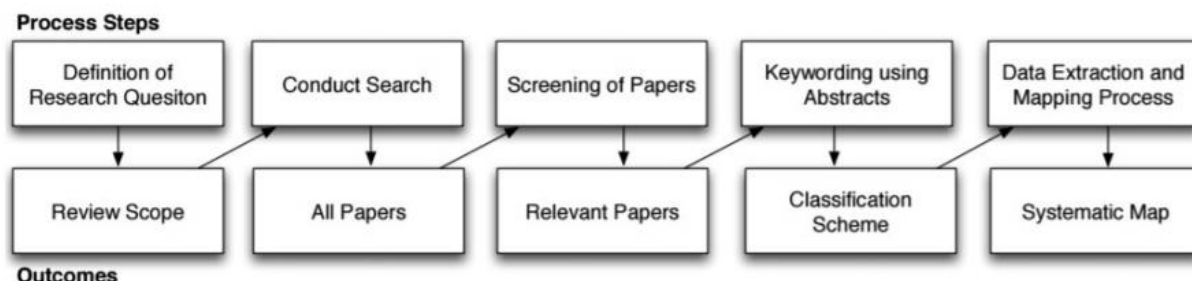 Process Steps
Definition of
Research Quesiton
Conduct Search
Screening of Papers
Keywording using
Abstracts
Data Extraction and
Mapping Process
Review Scope
All Papers
Relevant Papers
Classification
Scheme
Systematic Map
Outcomes